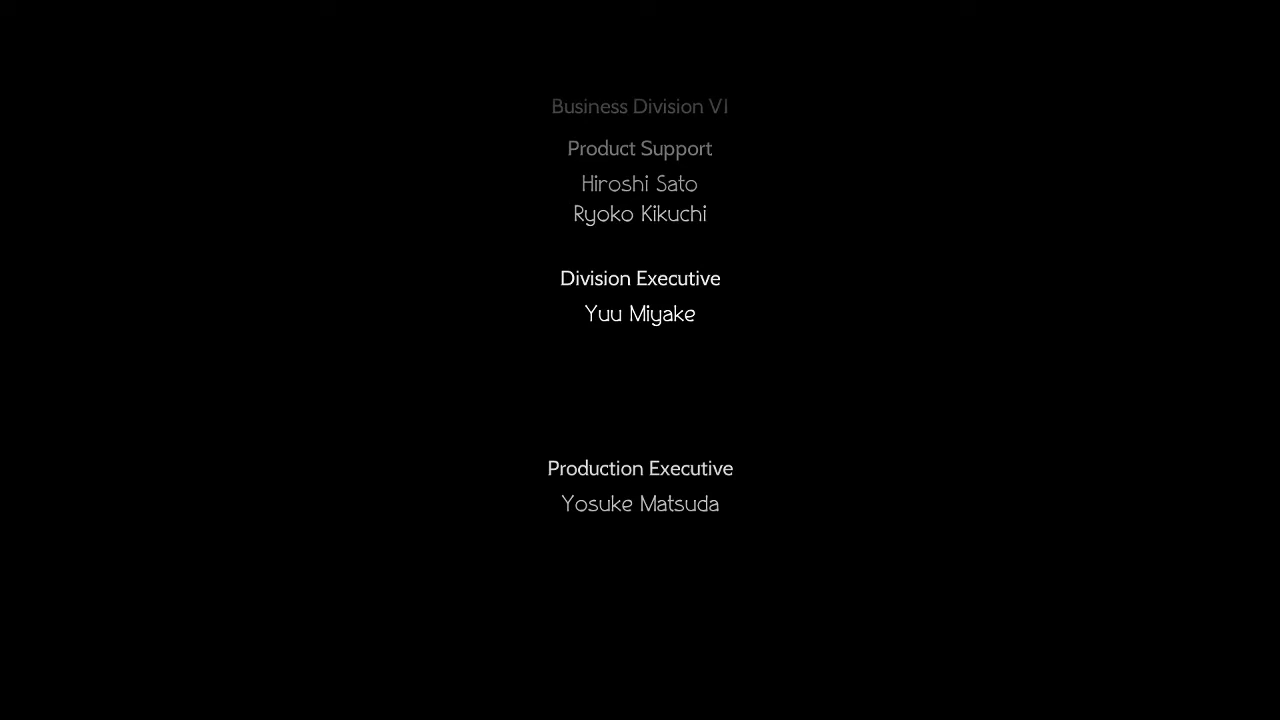 Business Division VI
Product Support
Hiroshi Sato
Ryoko Kikuchi
Division Executive
Yuu Miyake
Production Executive
Yosuke Matsuda